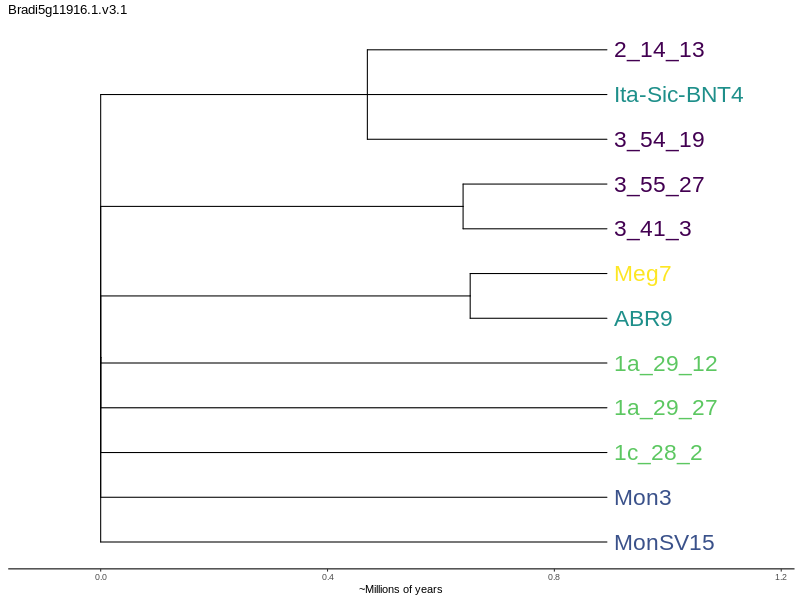 Bradi5g11916.1.v3.1
2_14_13
Ita-Sic-BNT4
3_54_19
3_55_27
3_41_3
Meg7
ABR9
1a_29_12
1a_29_27
1c_28_2
Mon3
MonSV15
0.0 0.4 0.8 1.2
~Millions of years